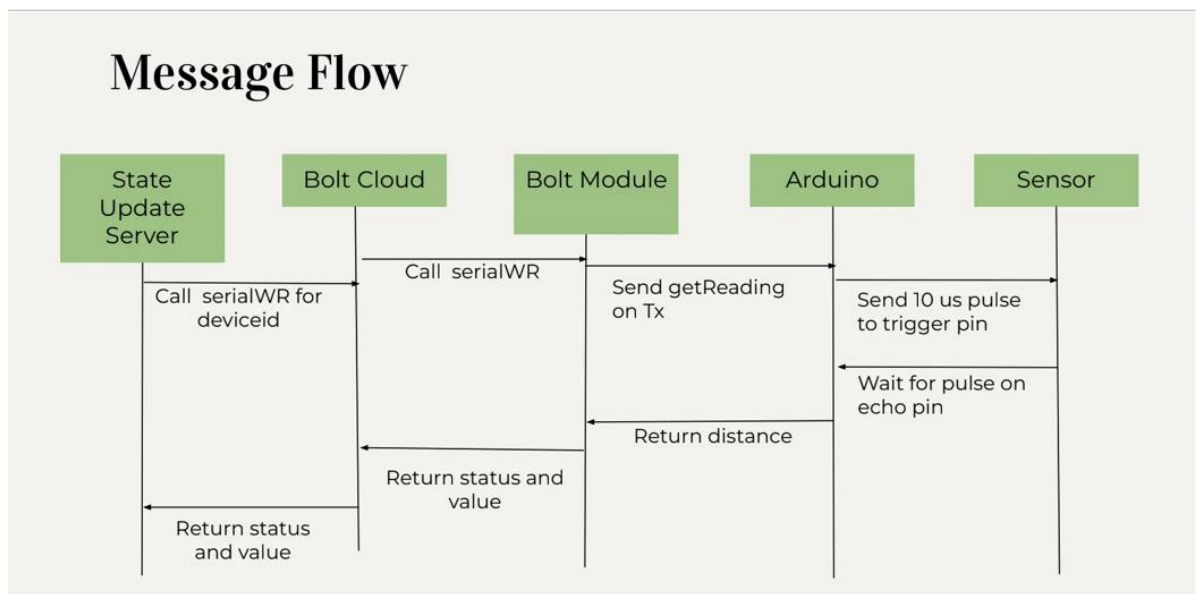 Message Flow
State
Update
Server
Bolt Cloud
Bolt Module
Arduino
Sensor
Call serialWR for
deviceid
Call serialWR
Send getReading
on Tx
Send 10 us pulse
to trigger pin
Wait for pulse on
echo pin
Return distance
Return status and
value
Return status
and value